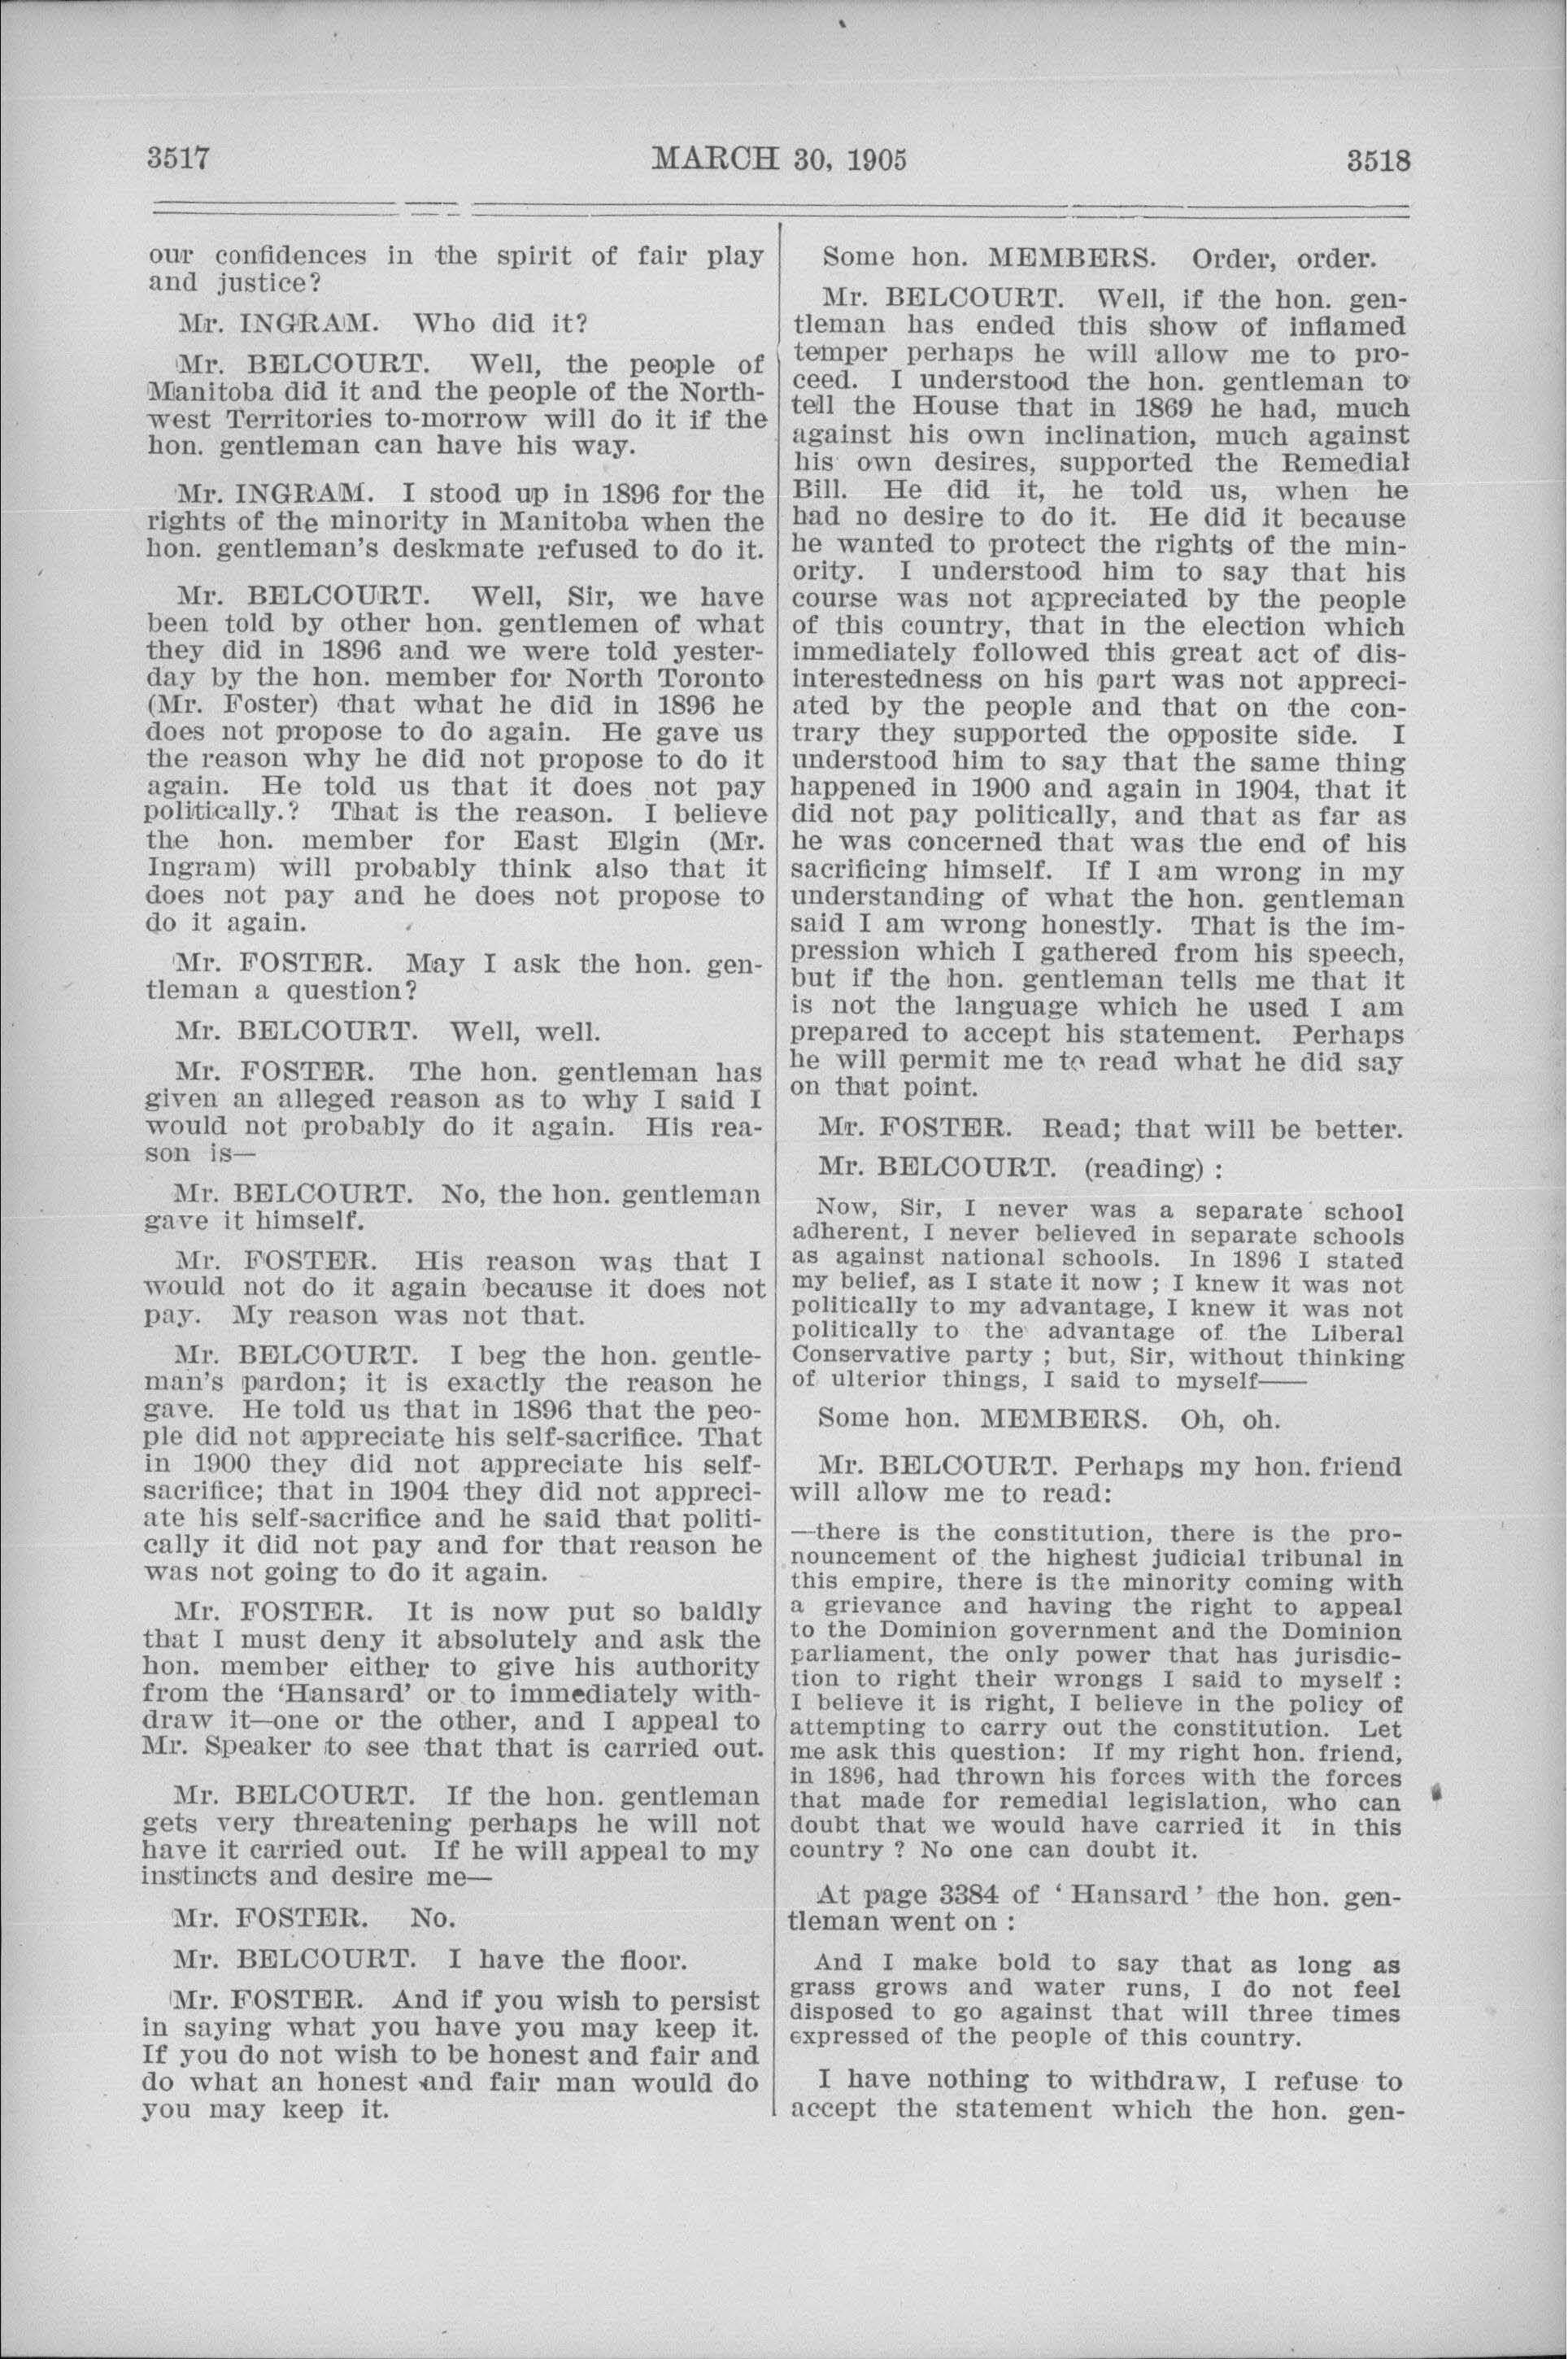 3517
MARCH 30, 1905
3518
our confidences in the spirit of fair play
and justice?
Mr. INGRAM. Who did it?
Mr. BELCOURT. Well, the people of
Manitoba did it and the people of the North-
west Territories to-morrow will do it if the
hon. gentleman can have his way.
Mr. INGRAM. I stood up in 1896 for the
rights of the minority in Manitoba when the
hon. gentleman's deskmate refused to do it.
Mr. BELCOURT. Well, Sir, we have
been told by other hon. gentlemen of what
they did in 1896 and we were told yester-
day by the hon. member for North Toronto
(Mr. Foster) that what he did in 1896 he
does not propose to do again. He gave us
the reason why he did not propose to do it
again. He told us that it does not pay
politically.? That is the reason. I believe
the hon. member for East Elgin (Mr.
Ingram) will probably think also that it
does not pay and he does not propose to
do it again.
Mr. FOSTER. May I ask the hon. gen-
tleman a question?
Mr. BELCOURT. Well, well.
Mr. FOSTER. The hon. gentleman has
given an alleged reason as to why I said I
would not probably do it again. His rea-
son is—
Mr. BELCOURT. No, the hon. gentleman
gave it himself.
Mr. FOSTER. His reason was that I
would not do it again because it does not
pay. My reason was not that.
Mr. BELCOURT. I beg the hon. gentle-
man's pardon; it is exactly the reason he
gave. He told us that in 1896 that the peo-
ple did not appreciate his self-sacrifice. That
in 1900 they did not appreciate his self-
sacrifice; that in 1904 they did not appreci-
ate his self-sacrifice and he said that politi-
cally it did not pay and for that reason he
was not going to do it again.
Mr. FOSTER. It is now put so baldly
that I must deny it absolutely and ask the
hon. member either to give his authority
from the 'Hansard' or to immediately with-
draw it—one or the other, and I appeal to
Mr. Speaker to see that that is carried out.
Mr. BELCOURT. If the hon. gentleman
gets very threatening perhaps he will not
have it carried out. If he will appeal to my
instincts and desire me—
Mr. FOSTER. No.
Mr. BELCOURT. I have the floor.
Mr. FOSTER. And if you wish to persist
in saying what you have you may keep it.
If you do not wish to be honest and fair and
do what an honest and fair man would do
you may keep it.
Some hon. MEMBERS. Order, order.
Mr. BELCOURT. Well, if the hon. gen-
tleman has ended this show of inflamed
temper perhaps he will allow me to pro-
ceed. I understood the hon. gentleman to
tell the House that in 1869 he had, much
against his own inclination, much against
his own desires, supported the Remedial
Bill. He did it, he told us, when he
had no desire to do it. He did it because
he wanted to protect the rights of the min-
ority. I understood him to say that his
course was not appreciated by the people
of this country, that in the election which
immediately followed this great act of dis-
interestedness on his part was not appreci-
ated by the people and that on the con-
trary they supported the opposite side. I
understood him to say that the same thing
happened in 1900 and again in 1904, that it
did not pay politically, and that as far as
he was concerned that was the end of his
sacrificing himself. If I am wrong in my
understanding of what the hon. gentleman
said I am wrong honestly. That is the im-
pression which I gathered from his speech,
but if the hon. gentleman tells me that it
is not the language which he used I am
prepared to accept his statement. Perhaps
he will permit me to read what he did say
on that point.
Mr. FOSTER. Read; that will be better.
Mr. BELCOURT. (reading) :
Now, Sir, I never was a separate school
adherent, I never believed in separate schools
as against national schools. In 1896 I stated
my belief, as I state it now ; I knew it was not
politically to my advantage, I knew it was not
politically to the advantage of the Liberal
Conservative party ; but, Sir, without thinking
of ulterior things, I said to myself——
Some hon. MEMBERS. Oh, oh.
Mr. BELCOURT. Perhaps my hon. friend
will allow me to read:
—there is the constitution, there is the pro-
nouncement of the highest judicial tribunal in
this empire, there is the minority coming with
a grievance and having the right to appeal
to the Dominion government and the Dominion
parliament, the only power that has jurisdic-
tion to right their wrongs I said to myself :
I believe it is right, I believe in the policy of
attempting to carry out the constitution. Let
me ask this question: If my right hon. friend,
in 1896, had thrown his forces with the forces
that made for remedial legislation, who can
doubt that we would have carried it in this
country ? No one can doubt it.
At page 3384 of ' Hansard ' the hon. gen-
tleman went on :
And I make bold to say that as long as
grass grows and water runs, I do not feel
disposed to go against that will three times
expressed of the people of this country.
I have nothing to withdraw, I refuse to
accept the statement which the hon. gen-